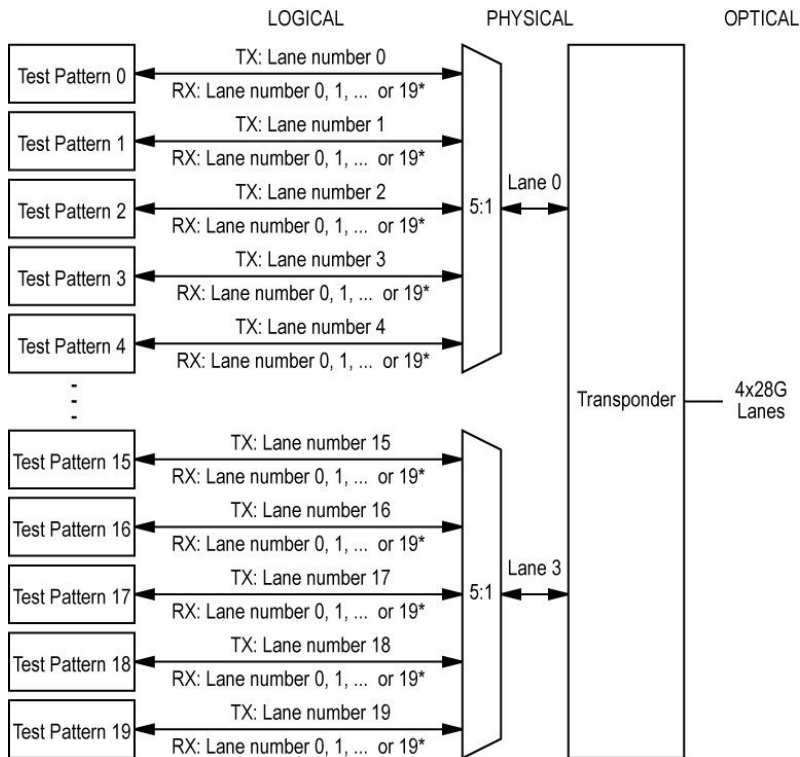 LOGICAL PHYSICAL OPTICAL
Test Pattern 0
TX: Lane number 0
RX: Lane number 0, 1, ... or 19*
Test Pattern 1
TX: Lane number 1
RX: Lane number 0, 1, ... or 19*
Test Pattern 2
TX: Lane number 2
RX: Lane number 0, 1, ... or 19*
Test Pattern 3
TX: Lane number 3
RX: Lane number 0, 1, ... or 19*
Test Pattern 4
TX: Lane number 4
RX: Lane number 0, 1, ... or 19*
5:1
Lane 0
Test Pattern 15
TX: Lane number 15
RX: Lane number 0, 1, ... or 19*
Test Pattern 16
TX: Lane number 16
RX: Lane number 0, 1, ... or 19*
Test Pattern 17
TX: Lane number 17
RX: Lane number 0, 1, ... or 19*
Test Pattern 18
TX: Lane number 18
RX: Lane number 0, 1, ... or 19*
Test Pattern 19
TX: Lane number 19
RX: Lane number 0, 1, ... or 19*
5:1
Lane 3
Transponder
4x28G
Lanes